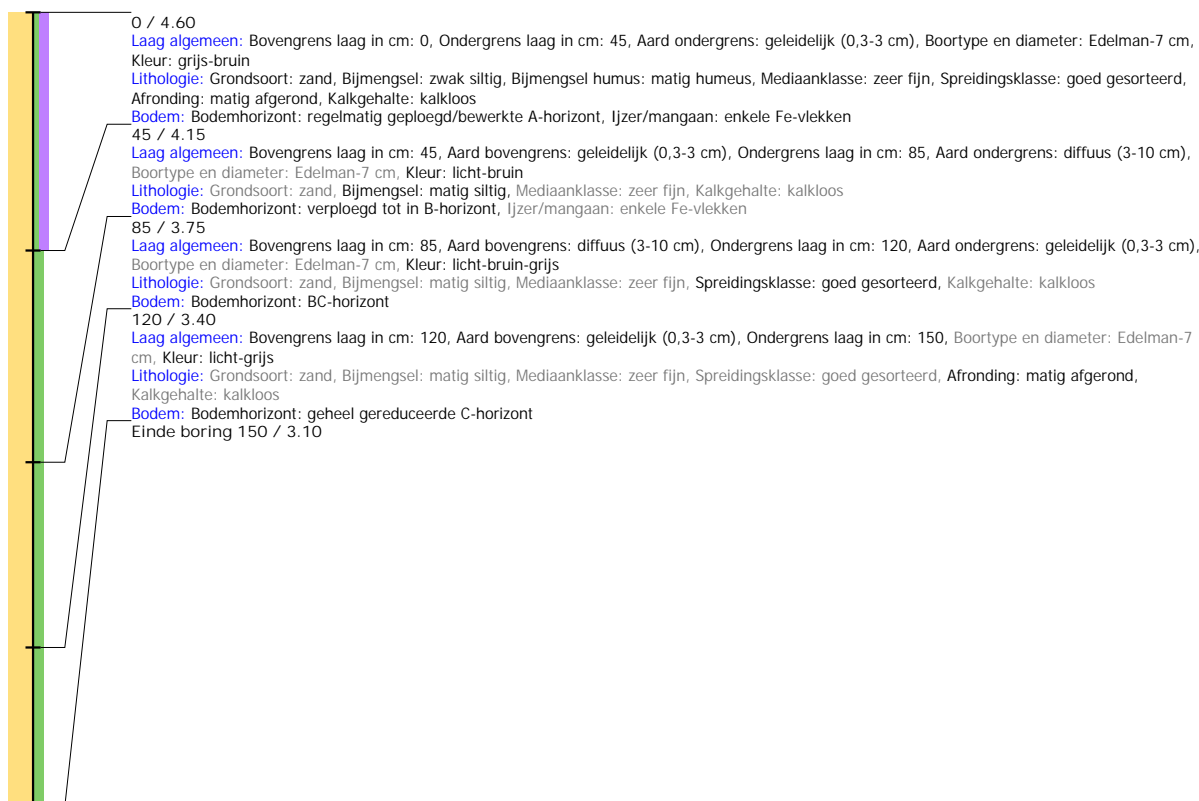 0 / 4.60
Laag algemeen: Bovengrens laag in cm: 0, Ondergrens laag in cm: 45, Aard ondergrens: geleidelijk (0,3-3 cm), Boortype en diameter: Edelman-7 cm,
Kleur: grijs-bruin
Lithologie: Grondsoort: zand, Bijmengsel: zwak siltig, Bijmengsel humus: matig humeus, Mediaanklasse: zeer fijn, Spreidingsklasse: goed gesorteerd,
Afronding: matig afgerond, Kalkgehalte: kalkloos
Bodem: Bodemhorizont: regelmatig geploegd/bewerkte A-horizont, Ijzer/mangaan: enkele Fe-vlekken
45 / 4.15
Laag algemeen: Bovengrens laag in cm: 45, Aard bovengrens: geleidelijk (0,3-3 cm), Ondergrens laag in cm: 85, Aard ondergrens: diffuus (3-10 cm),
Boortype en diameter: Edelman-7 cm, Kleur: licht-bruin
Lithologie: Grondsoort: zand, Bijmengsel: matig siltig, Mediaanklasse: zeer fijn, Kalkgehalte: kalkloos
Bodem: Bodemhorizont: verploegd tot in B-horizont, Ijzer/mangaan: enkele Fe-vlekken
85 / 3.75
Laag algemeen: Bovengrens laag in cm: 85, Aard bovengrens: diffuus (3-10 cm), Ondergrens laag in cm: 120, Aard ondergrens: geleidelijk (0,3-3 cm),
Boortype en diameter: Edelman-7 cm, Kleur: licht-bruin-grijs
Lithologie: Grondsoort: zand, Bijmengsel: matig siltig, Mediaanklasse: zeer fijn, Spreidingsklasse: goed gesorteerd, Kalkgehalte: kalkloos
Bodem: Bodemhorizont: BC-horizont
120 / 3.40
Laag algemeen: Bovengrens laag in cm: 120, Aard bovengrens: geleidelijk (0,3-3 cm), Ondergrens laag in cm: 150, Boortype en diameter: Edelman-7
cm, Kleur: licht-grijs
Lithologie: Grondsoort: zand, Bijmengsel: matig siltig, Mediaanklasse: zeer fijn, Spreidingsklasse: goed gesorteerd, Afronding: matig afgerond,
Kalkgehalte: kalkloos
Bodem: Bodemhorizont: geheel gereduceerde C-horizont
Einde boring 150 / 3.10